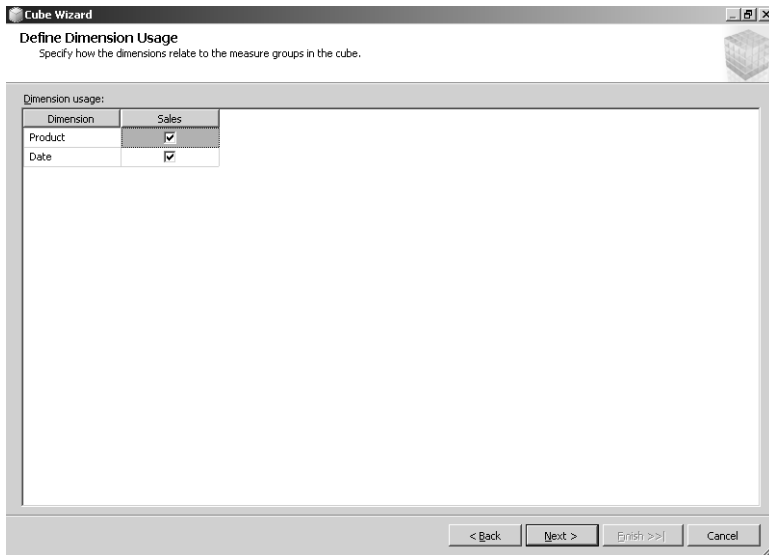 Cube Wizard
Define Dimension Usage
Specify how the dimensions relate to the measure groups in the cube.
Dimension usage:
Dimension Sales
Product
Date
< Back Next > Finish >>| Cancel